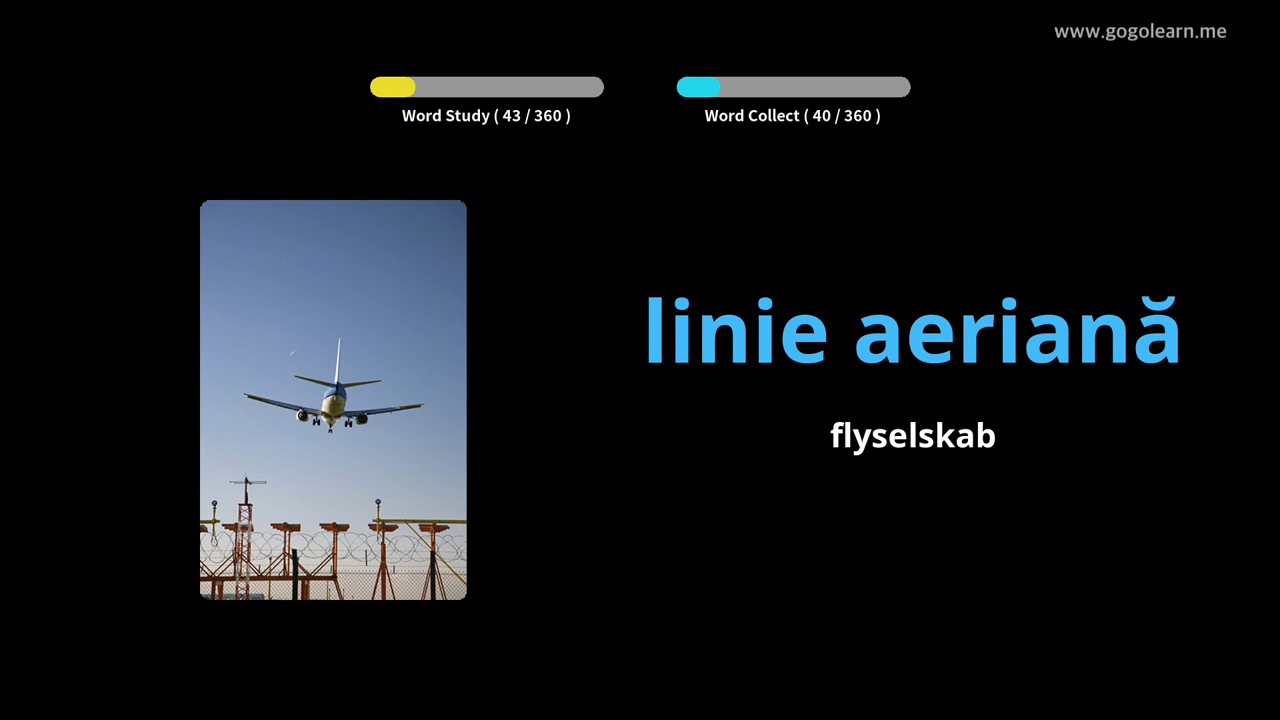 www.gogolearn.me
Word Study ( 43 / 360 )
Word Collect ( 40 / 360 )
linie aeriană
flyselskab